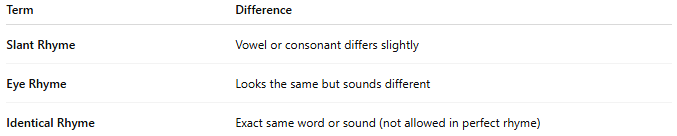 Term Difference
Slant Rhyme Vowel or consonant differs slightly
Eye Rhyme Looks the same but sounds different
Identical Rhyme Exact same word or sound (not allowed in perfect rhyme)